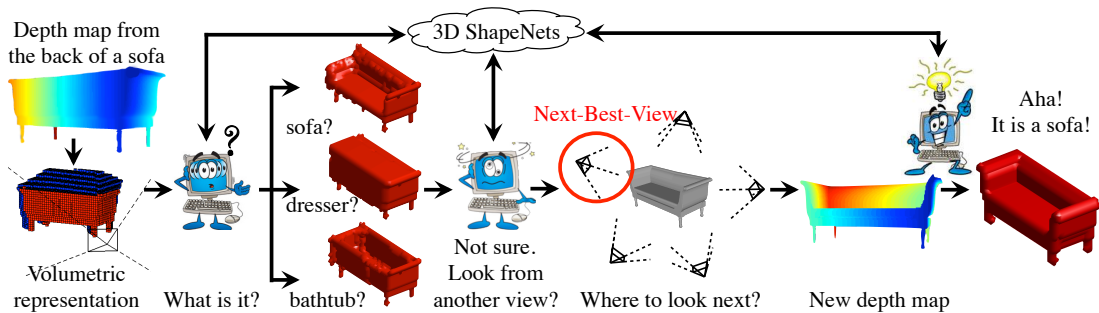 Depth map from
the back of a sofa
3D ShapeNets
?
sofa?
dresser?
bathtub?
Next-Best-View
Aha!
It is a sofa!
Volumetric
representation
What is it?
Not sure.
Look from
another view?
Where to look next?
New depth map